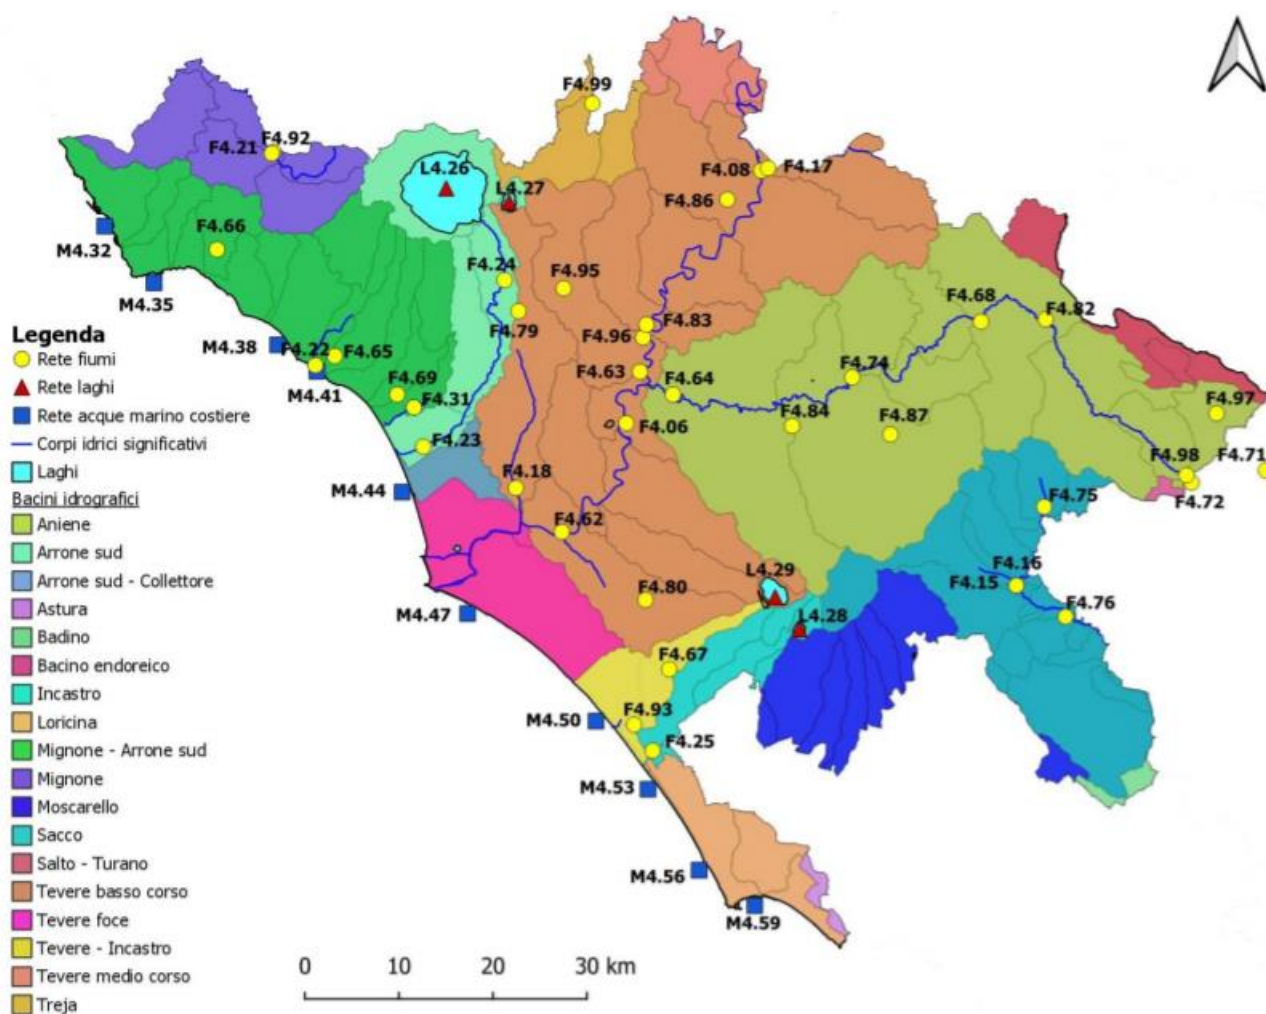 F4.99
F4.92
F4.21
L4.26
L4.27
F4.08
F4.17
F4.86
M4.32
F4.66
M4.35
F4.24
F4.95
F4.79
F4.68
F4.82
F4.83
F4.96
F4.63
F4.64
F4.74
M4.38
F4.22
F4.65
M4.41
F4.69
F4.31
F4.23
F4.06
F4.84
F4.87
F4.97
F4.98
F4.71
F4.72
M4.44
F4.18
F4.62
F4.75
F4.16
F4.15
F4.76
L4.29
L4.28
F4.80
M4.47
F4.67
M4.50
F4.93
F4.25
M4.53
M4.56
M4.59
Legenda
Rete fiumi
Rete laghi
Rete acque marino costiere
Corpi idrici significativi
Laghi
Bacini idrografici
Aniene
Arrone sud
Arrone sud - Collettore
Astura
Badino
Bacino endoreico
Incastro
Loricina
Mignone - Arrone sud
Mignone
Moscarello
Sacco
Salto - Turano
Tevere basso corso
Tevere foce
Tevere - Incastro
Tevere medio corso
Treja
0 10 20 30 km